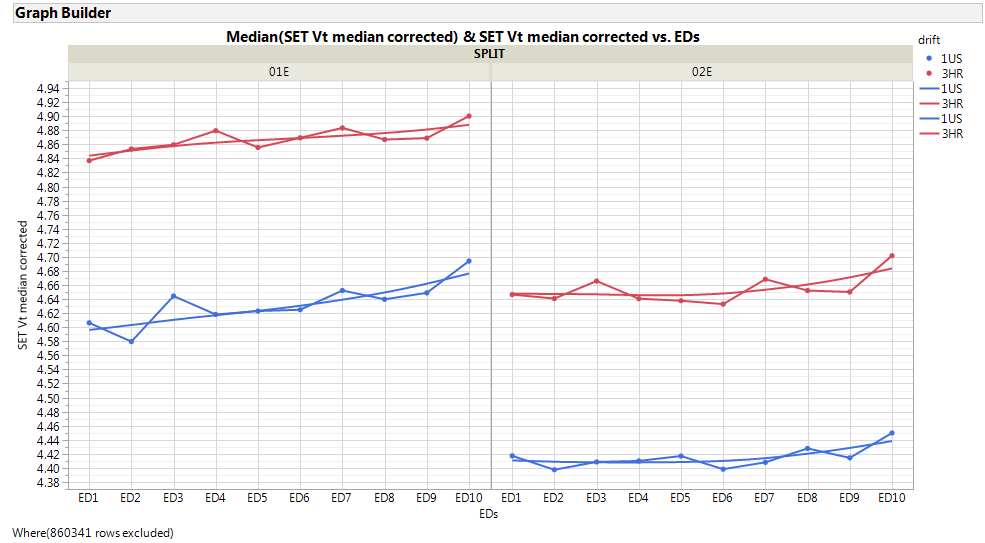 Graph Builder
Median(SET Vt median corrected) & SET Vt median corrected vs. EDs
SPLIT
01E 02E
SET Vt median corrected
4.94
4.92
4.90
4.88
4.86
4.84
4.82
4.80
4.78
4.76
4.74
4.72
4.70
4.68
4.66
4.64
4.62
4.60
4.58
4.56
4.54
4.52
4.50
4.48
4.46
4.44
4.42
4.40
4.38
ED1 ED2 ED3 ED4 ED5 ED6 ED7 ED8 ED9 ED10 ED1 ED2 ED3 ED4 ED5 ED6 ED7 ED8 ED9 ED10
EDs
drift
1US
3HR
1US
3HR
1US
3HR
Where(860341 rows excluded)